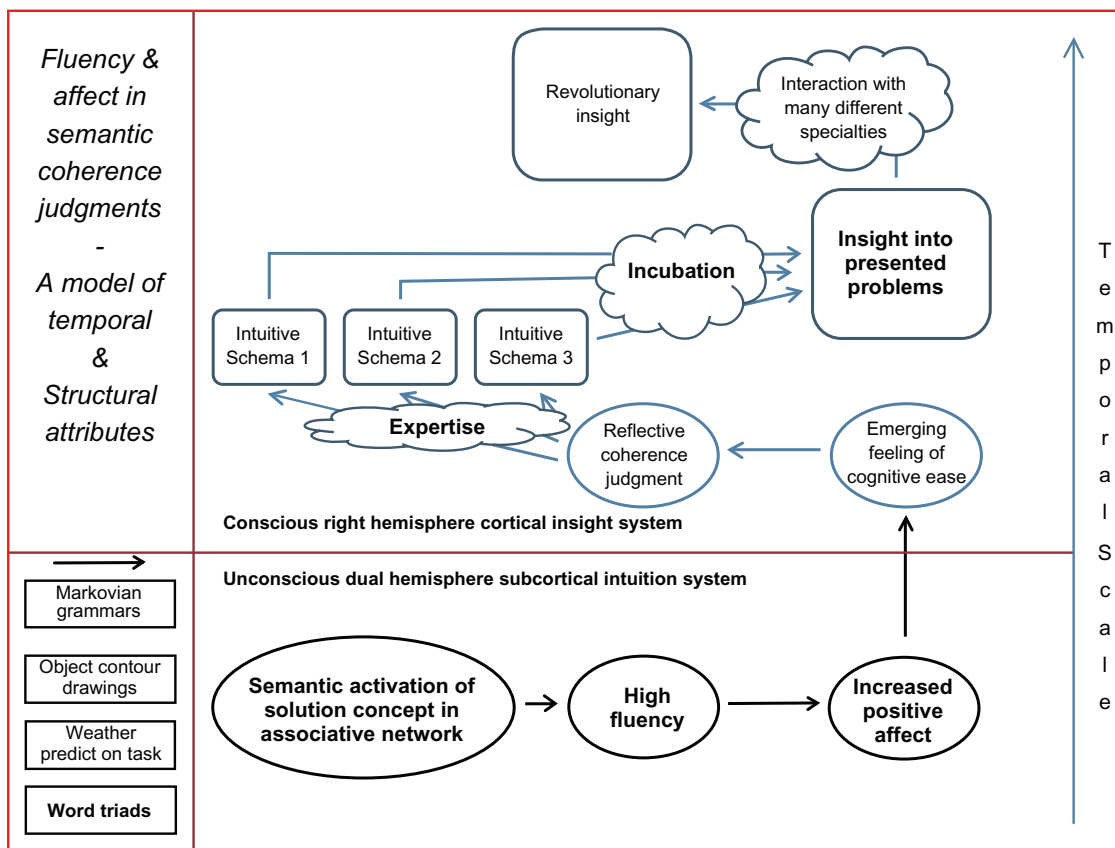 Fluency &
affect in
semantic
coherence
judgments
-
A model of
temporal
&
Structural
attributes
Revolutionary
insight
Interaction with
many different
specialties
Incubation
Insight into
presented
problems
Intuitive
Schema 1
Intuitive
Schema 2
Intuitive
Schema 3
Expertise
Reflective
coherence
judgment
Emerging
feeling of
cognitive ease
Conscious right hemisphere cortical insight system
Temporal Scale
Markovian
grammars
Object contour
drawings
Weather
predict on task
Word triads
Unconscious dual hemisphere subcortical intuition system
Semantic activation of
solution concept in
associative network
High
fluency
Increased
positive
affect